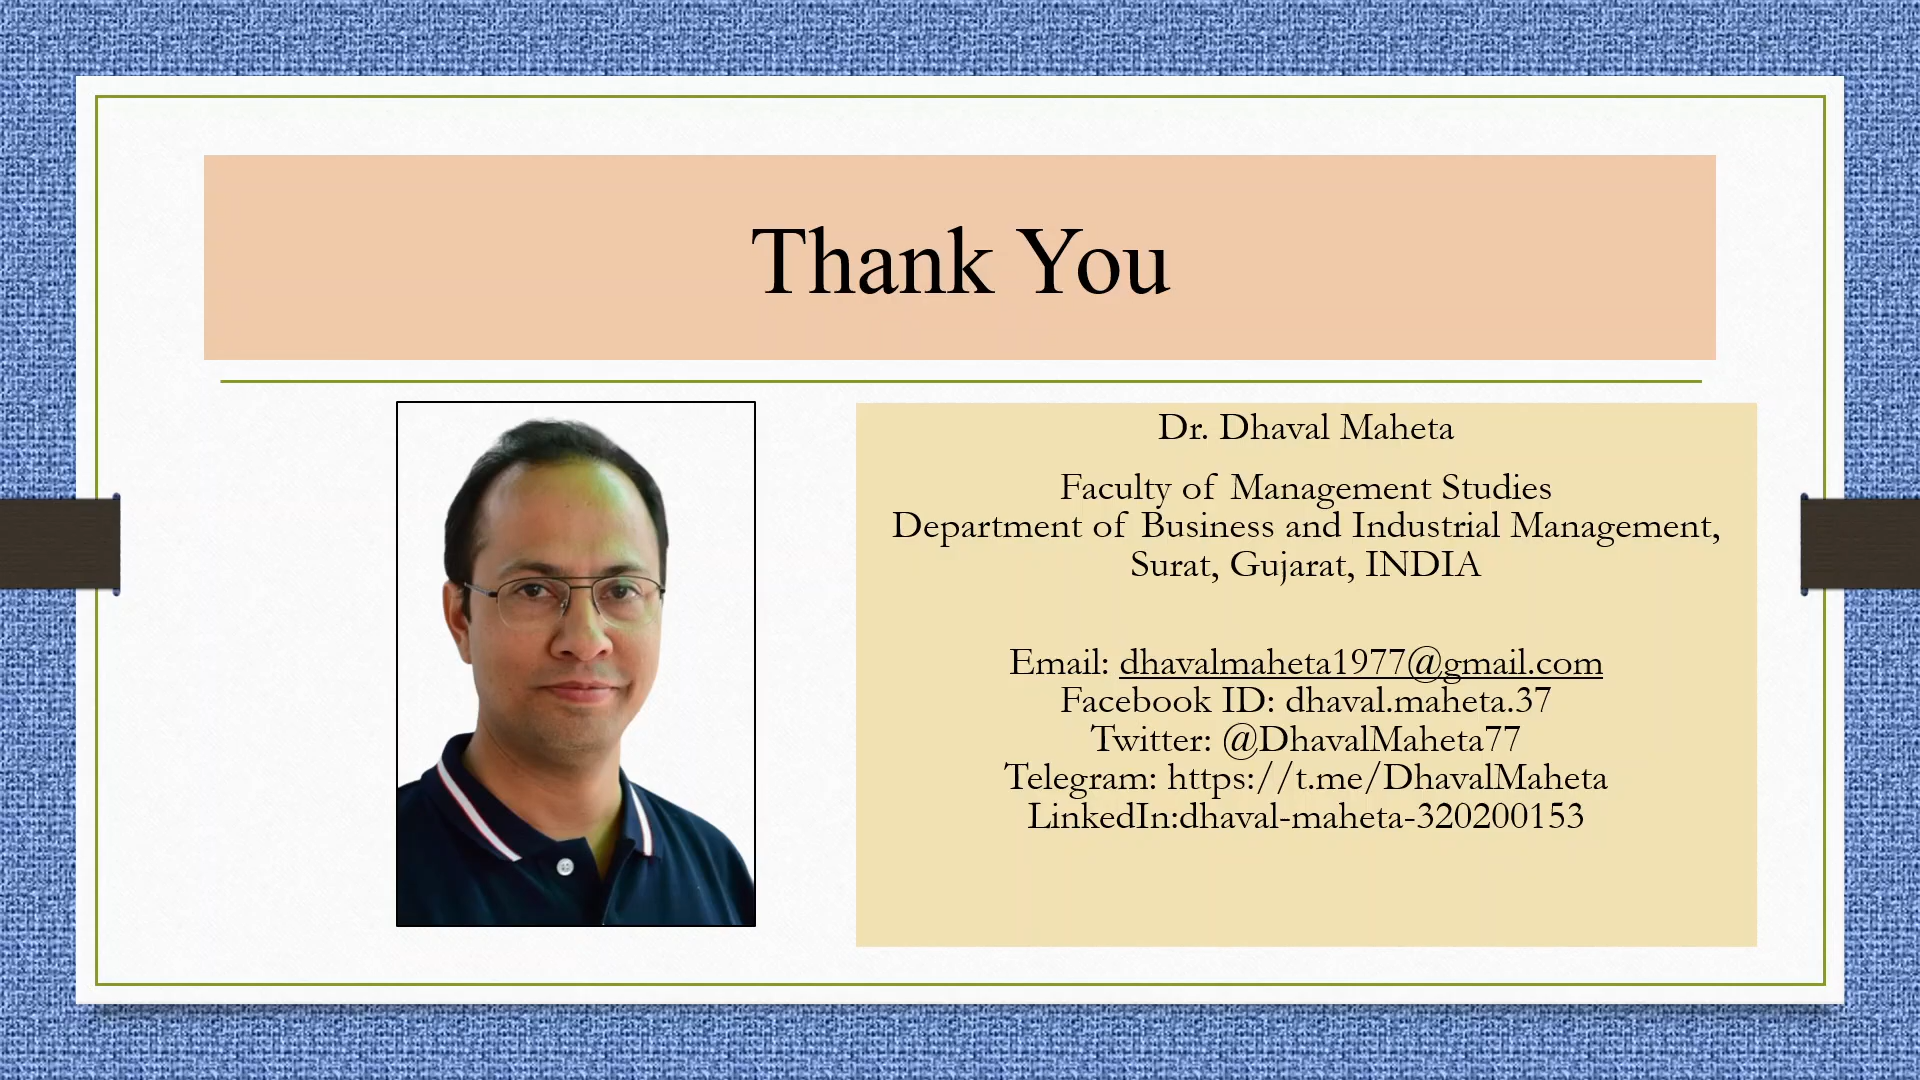 Thank You
Dr. Dhaval Maheta
Faculty of Management Studies
Department of Business and Industrial Management,
Surat, Gujarat, INDIA
Email: dhavalmaheta1977@gmail.com
Facebook ID: dhaval.maheta.37
Twitter: @DhavalMaheta77
Telegram: https://t.me/DhavalMaheta
LinkedIn:dhaval-maheta-320200153